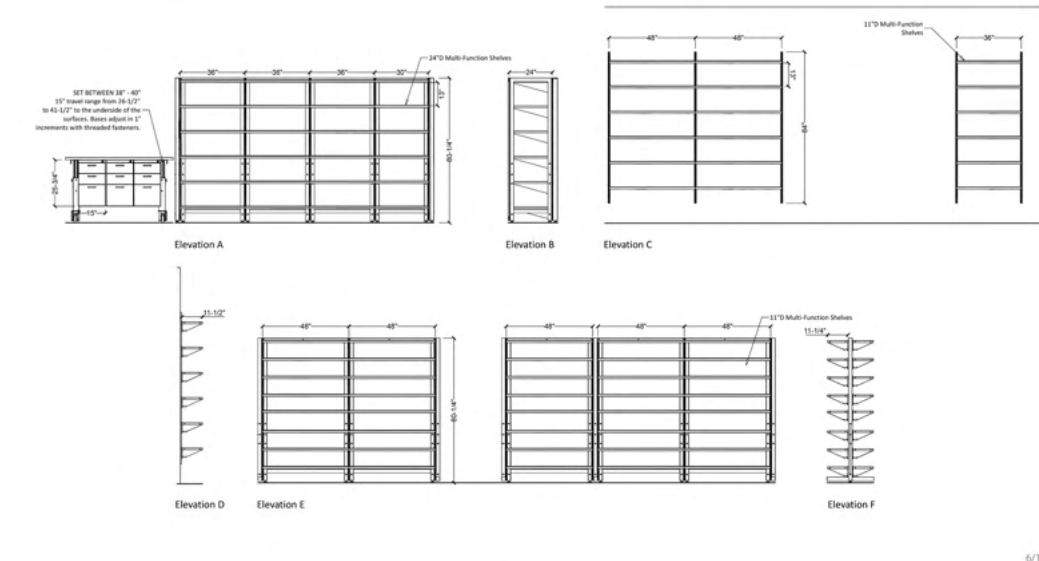 11"D Multi-Function
Shelves
48"
48"
36"
13"
84"
24"D Multi-Function Shelves
36"
36"
36"
30"
24"
13"
80-1/4"
SET BETWEEN 38" - 40"
15" travel range from 26-1/2"
to 41-1/2" to the underside of the
surfaces. Bases adjust in 1"
increments with threaded fasteners.
25-3/4"
15"
Elevation A
Elevation B
Elevation C
11-1/2"
48"
48"
80-1/4"
48"
48"
48"
11"D Multi-Function Shelves
11-1/4"
Elevation D
Elevation E
Elevation F
6/1